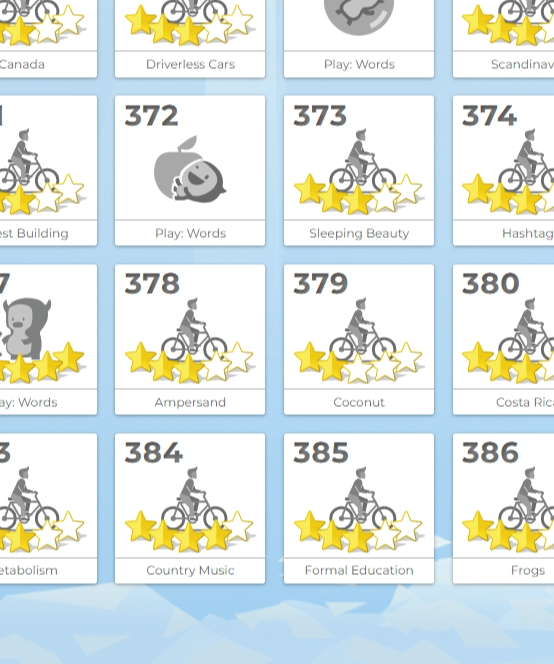 Canada
Driverless Cars
Play: Words
Scandinav
372
373
374
est Building
Play: Words
Sleeping Beauty
Hashtag
7
378
379
380
ay: Words
Ampersand
Coconut
Costa Ric
3
384
385
386
etabolism
Country Music
Formal Education
Frogs